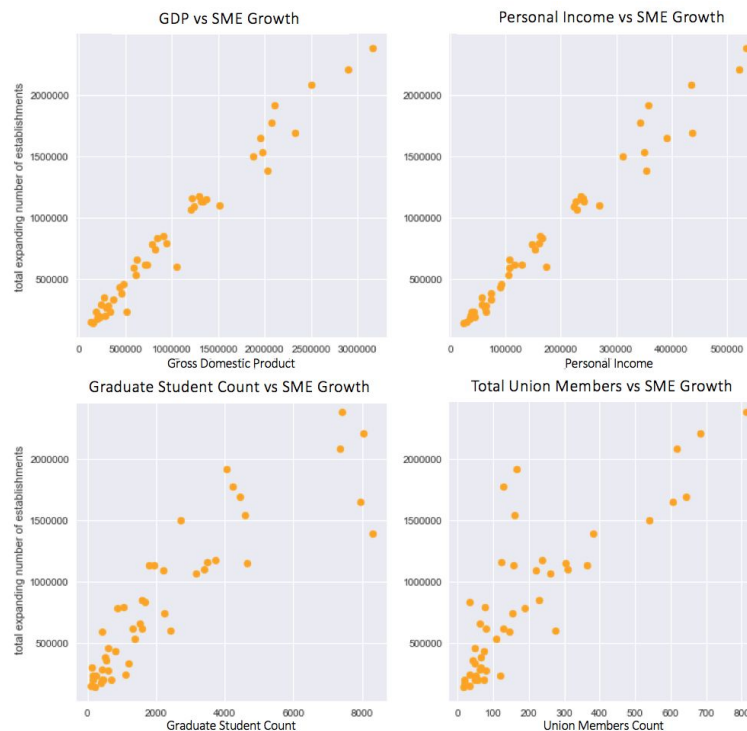 GDP vs SME Growth
total expanding number of establishments
2000000
1500000
1000000
500000
0 500000 1000000 1500000 2000000 2500000 3000000
Gross Domestic Product
Personal Income vs SME Growth
2000000
1500000
1000000
500000
0 100000 200000 300000 400000 500000
Personal Income
Graduate Student Count vs SME Growth
total expanding number of establishments
2000000
1500000
1000000
500000
0 2000 4000 6000 8000
Graduate Student Count
Total Union Members vs SME Growth
2000000
1500000
1000000
500000
0 100 200 300 400 500 600 700 800
Union Members Count